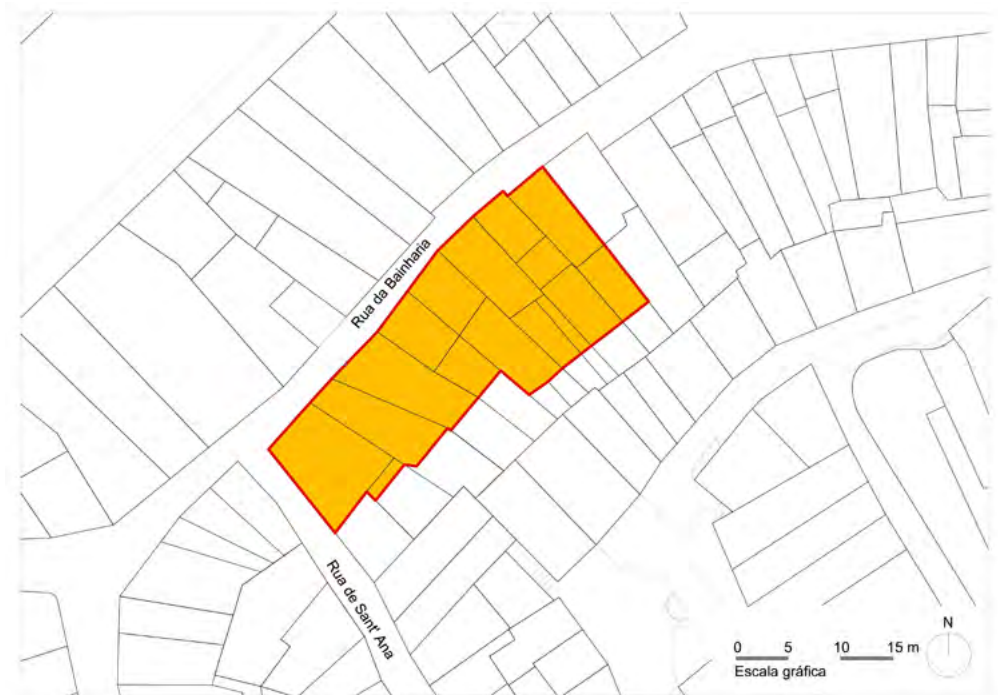 Rua da Bainharia
Rua de Sant' Ana
N
0 5 10 15 m
Escala gráfica